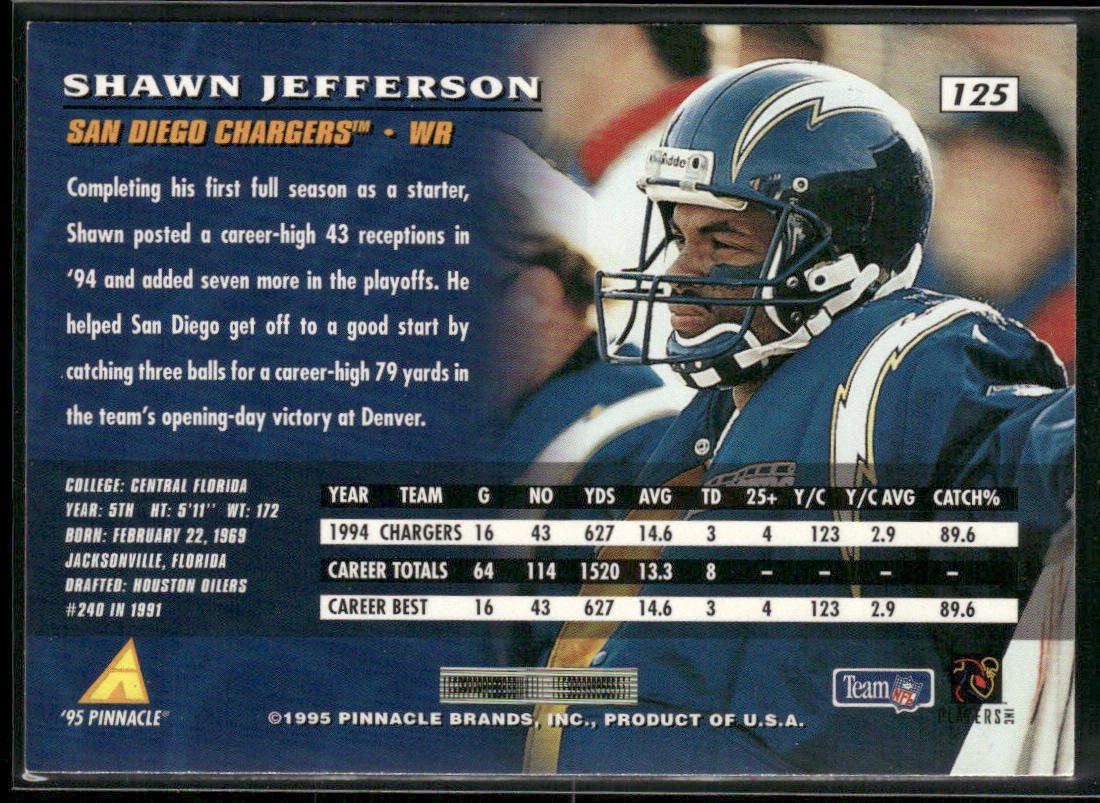 SHAWN JEFFERSON
125
SAN DIEGO CHARGERS™ • WR
Riddell
Completing his first full season as a starter,
Shawn posted a career-high 43 receptions in
'94 and added seven more in the playoffs. He
helped San Diego get off to a good start by
catching three balls for a career-high 79 yards in
the team's opening-day victory at Denver.
COLLEGE: CENTRAL FLORIDA
YEAR: 5TH HT: 5'11" WT: 172
BORN: FEBRUARY 22, 1969
JACKSONVILLE, FLORIDA
DRAFTED: HOUSTON OILERS
#240 IN 1991
YEAR TEAM G NO YDS AVG TD 25+ Y/C Y/C AVG CATCH%
1994 CHARGERS 16 43 627 14.6 3 4 123 2.9 89.6
CAREER TOTALS 64 114 1520 13.3 8 – – – –
CAREER BEST 16 43 627 14.6 3 4 123 2.9 89.6
'95 PINNACLE®
©1995 PINNACLE BRANDS, INC., PRODUCT OF U.S.A.
Team NFL
PLAYERS INC